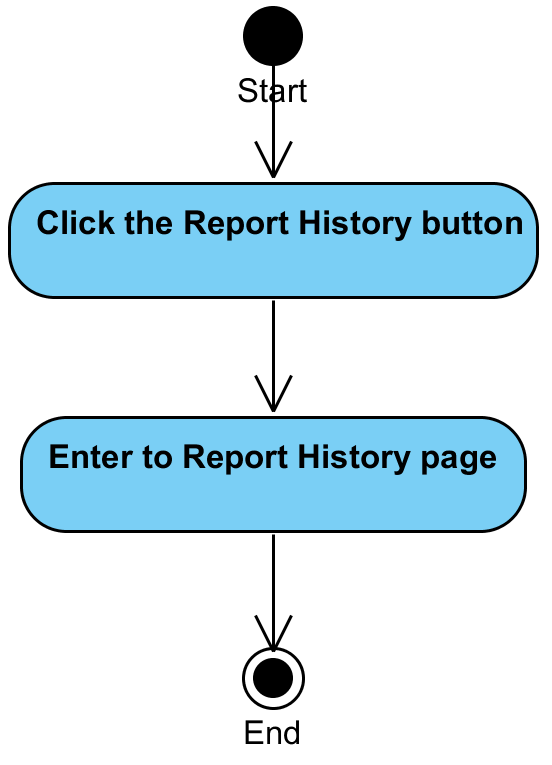 Start
Click the Report History button
Enter to Report History page
End